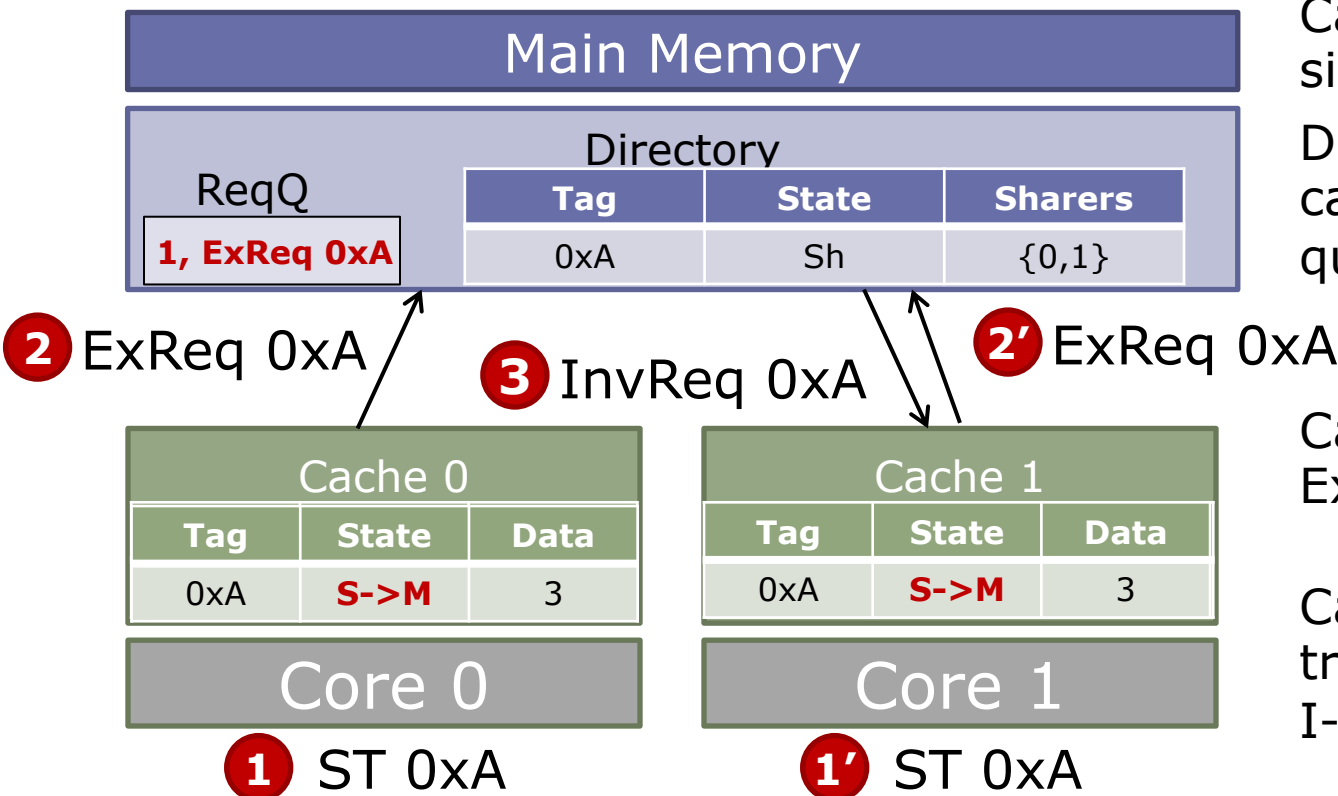 Main Memory
Directory
ReqQ
Tag State Sharers
1, ExReq 0xA
0xA Sh {0,1}
2 ExReq 0xA
3 InvReq 0xA
2′ ExReq 0xA
Cache 0
Tag State Data
0xA S->M 3
Core 0
1 ST 0xA
Cache 1
Tag State Data
0xA S->M 3
Core 1
1′ ST 0xA